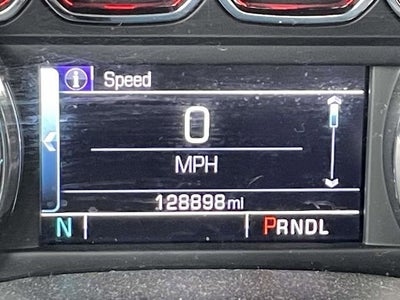 i Speed
0
MPH
128898mi
N PRNDL